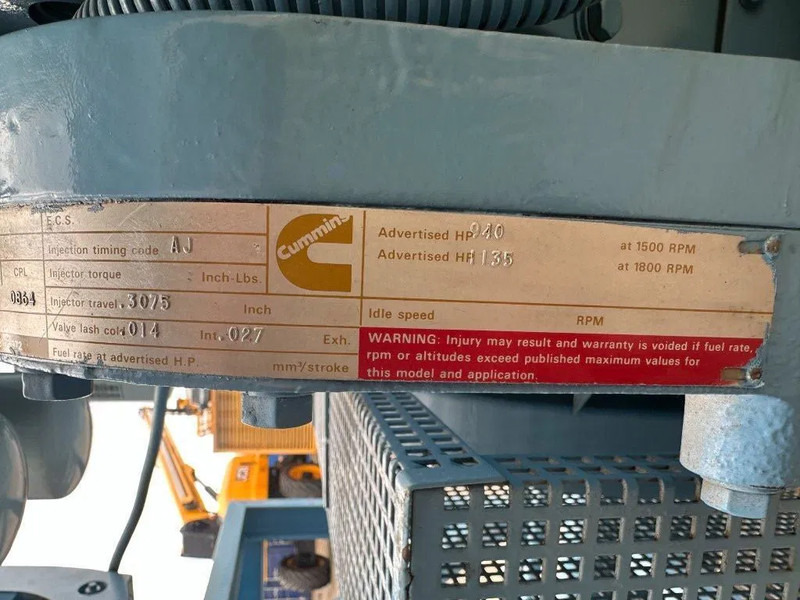 E.C.S.
Injection timing code AJ
CPL
Injector torque Inch-Lbs.
0864
Injector travel .3075 Inch
Valve lash cold .014 Int. .027 Exh.
Fuel rate at advertised H.P. mm³/stroke
Cummins
Advertised HP 940 at 1500 RPM
Advertised HP 1135 at 1800 RPM
Idle speed RPM
WARNING: Injury may result and warranty is voided if fuel rate,
rpm or altitudes exceed published maximum values for
this model and application.